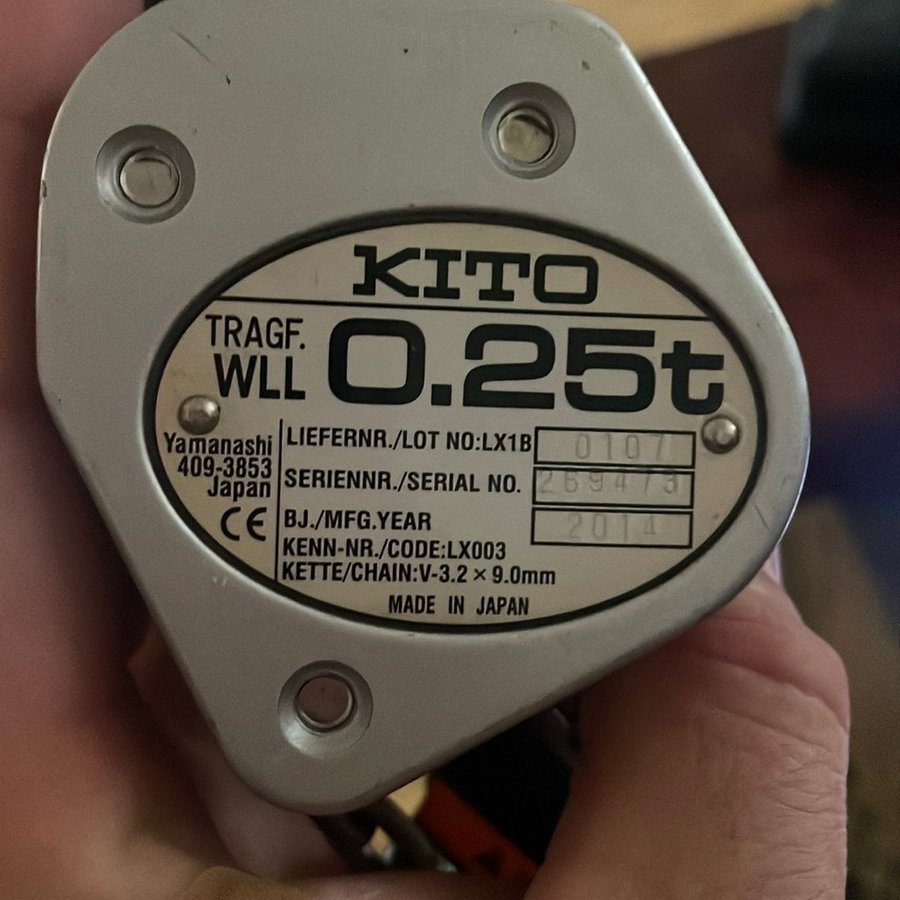 KITO
TRAGF.
WLL 0.25t
Yamanashi
409-3853
Japan
CE
LIEFERNR./LOT NO:LX1B 0107
SERIENNR./SERIAL NO. 289473
BJ./MFG.YEAR 2014
KENN-NR./CODE:LX003
KETTE/CHAIN:V-3.2 × 9.0mm
MADE IN JAPAN